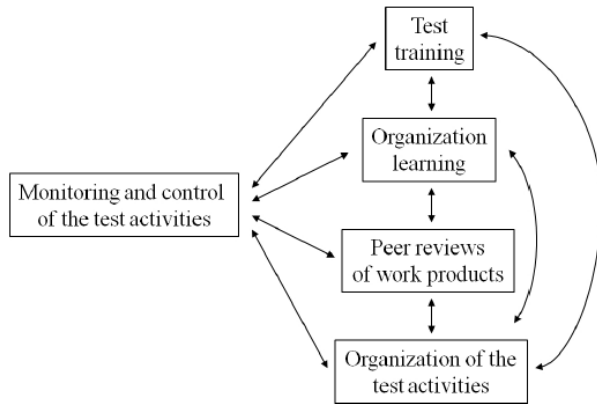 Test
training
Organization
learning
Monitoring and control
of the test activities
Peer reviews
of work products
Organization of the
test activities